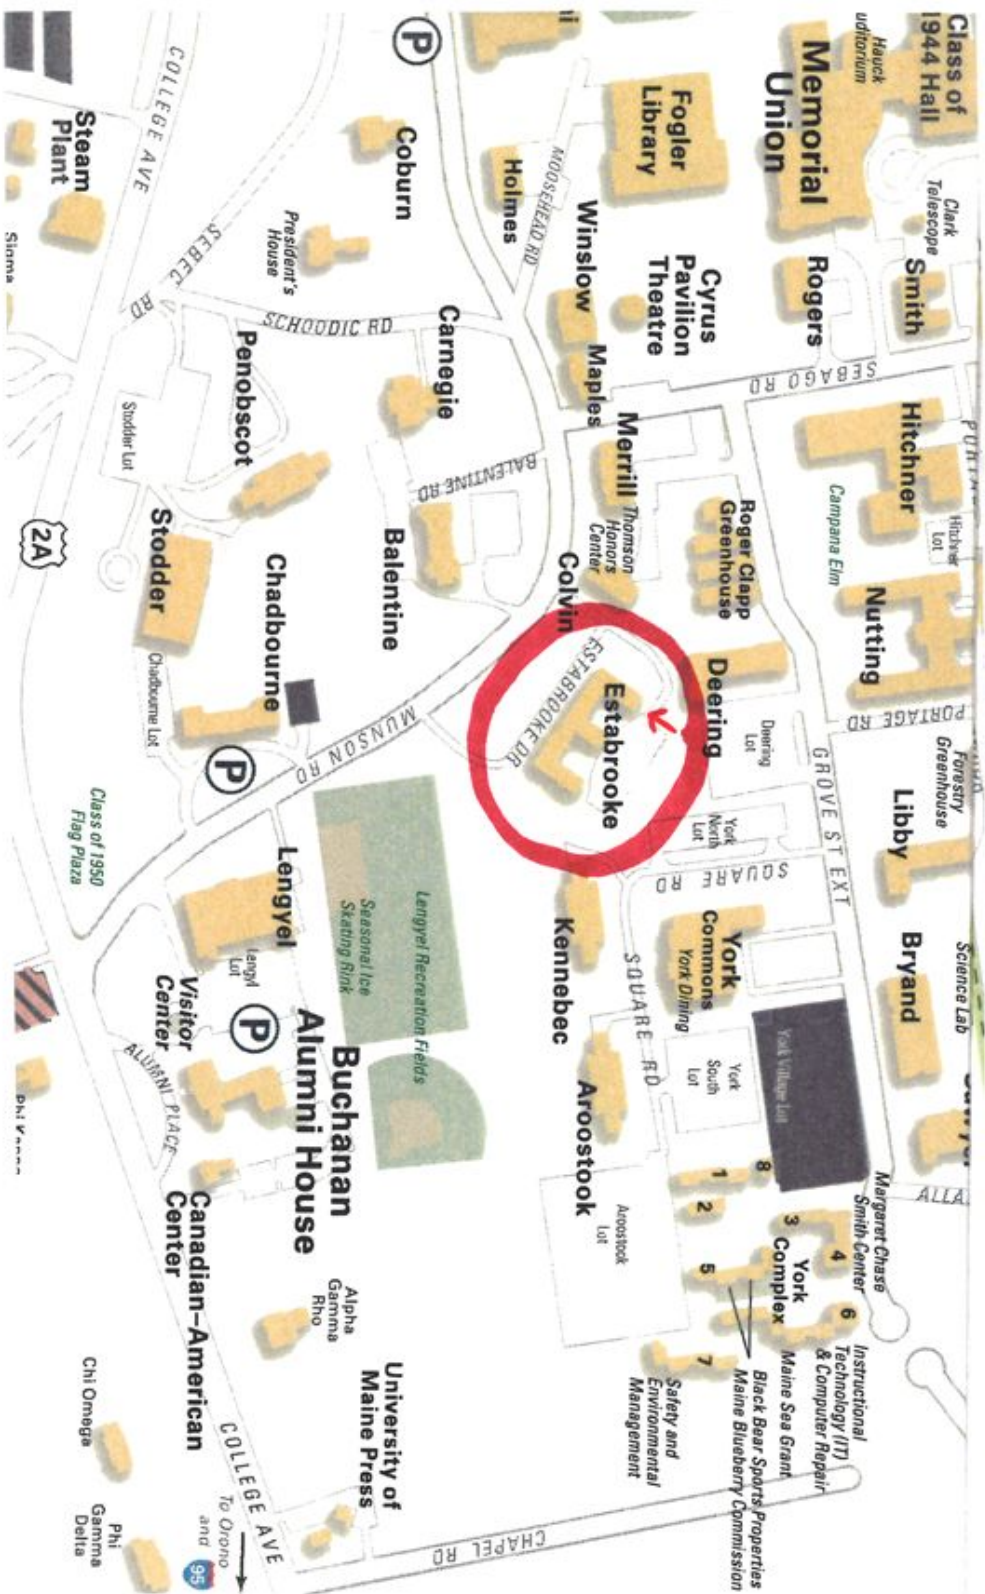 Class of
1944 Hall
Hauck
Clark
Telescope
Memorial
Union
Smith
Rogers
SEBAGO RD
Hitchner
Hitchner
Lot
Campana Elm
Nutting
PORTAGE RD
Forestry
Greenhouse
Libby
Science Lab
Bryand
ALLA
Margaret Chase
Smith Center
GROVE ST EXT
Fogler
Library
Cyrus
Pavilion
Theatre
Winslow
Maples
Holmes
MOOSEHEAD RD
Merrill
Thomson
Honors
Center
Colvin
Roger Clapp
Greenhouse
Deering
Deering
Lot
Estabrooke
ESTABROOKE DR
York
North
Lot
SQUARE RD
York
Commons
York Dining
York Village Lot
York
South
Lot
Kennebec
SQUARE RD
Aroostook
Aroostook
Lot
1
8
2
3
4
York
Complex
5
6
7
Instructional
Technology (IT)
& Computer Repair
Maine Sea Grant
Black Bear Sports Properties
Maine Blueberry Commission
Safety and
Environmental
Management
P
Coburn
President's
House
Carnegie
SCHOODIC RD
BALENTINE RD
Balentine
Penobscot
Stodder Lot
Stodder
Chadbourne
Chadbourne Lot
P
MUNSON RD
Lengyel Recreation Fields
Seasonal Ice
Skating Rink
Lengyel
Lengyl
Lot
P
Visitor
Center
Buchanan
Alumni House
ALUMNI PLACE
Canadian-American
Center
Alpha
Gamma
Rho
University of
Maine Press
CHAPEL RD
COLLEGE AVE
SEBEC RD
Steam
Plant
Sigma
2A
Class of 1950
Flag Plaza
COLLEGE AVE
To Orono
and
95
Chi Omega
Phi
Gamma
Delta